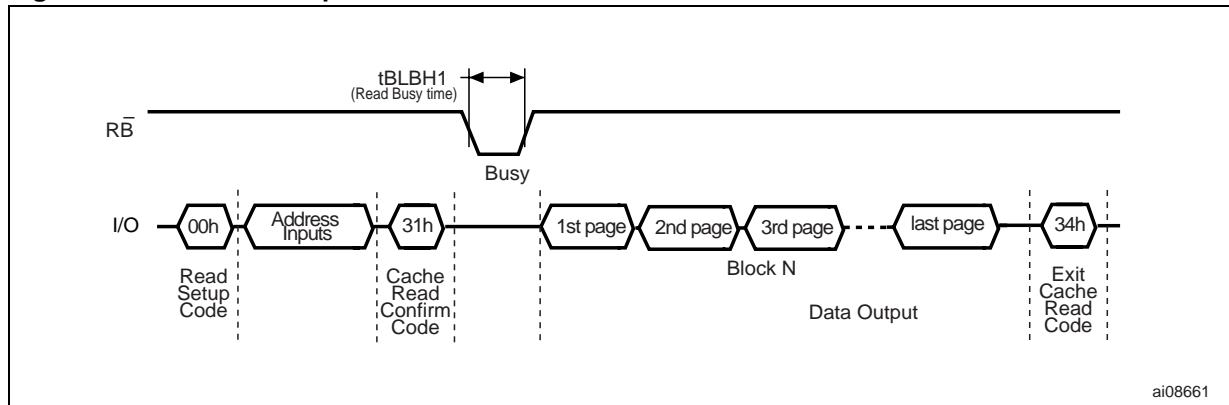 tBLBH1
(Read Busy time)
RB̅
Busy
I/O
00h
Address
Inputs
31h
1st page
2nd page
3rd page
last page
34h
Read
Setup
Code
Cache
Read
Confirm
Code
Block N
Data Output
Exit
Cache
Read
Code
ai08661